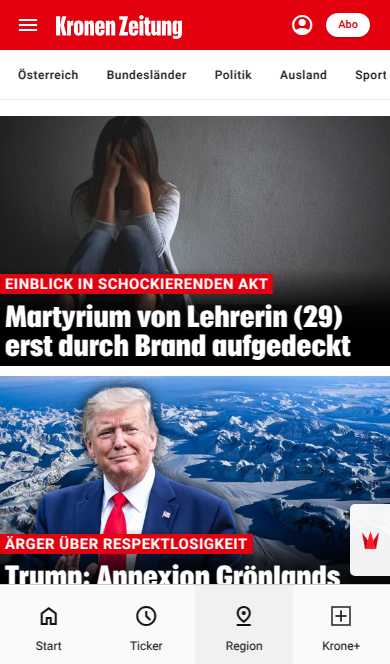 Kronen Zeitung
Abo
Österreich Bundesländer Politik Ausland Sport
EINBLICK IN SCHOCKIERENDEN AKT
Martyrium von Lehrerin (29)
erst durch Brand aufgedeckt
ÄRGER ÜBER RESPEKTLOSIGKEIT
Trump: Annexion Grönlands
Start Ticker Region Krone+